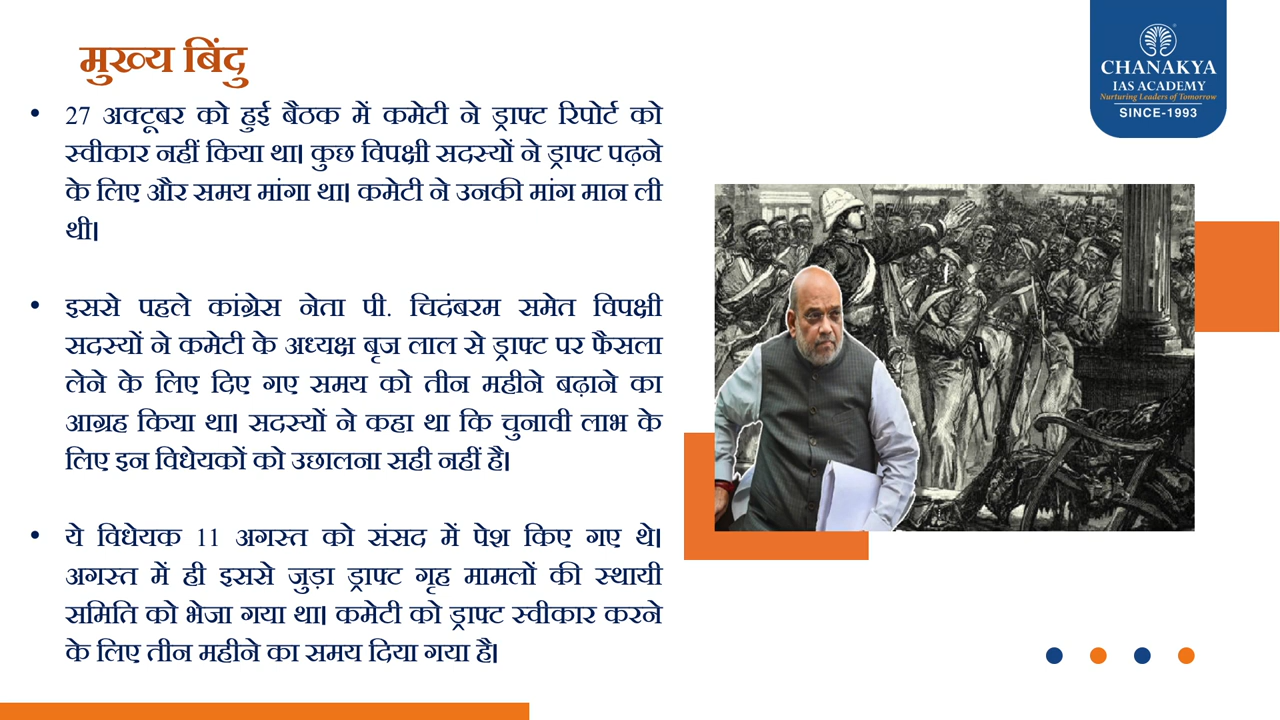 मुख्य बिंदु
CHANAKYA
IAS ACADEMY
Nurturing Leaders of Tomorrow
SINCE-1993
• 27 अक्टूबर को हुई बैठक में कमेटी ने ड्राफ्ट रिपोर्ट को
स्वीकार नहीं किया था। कुछ विपक्षी सदस्यों ने ड्राफ्ट पढ़ने
के लिए और समय मांगा था। कमेटी ने उनकी मांग मान ली
थी।
• इससे पहले कांग्रेस नेता पी. चिदंबरम समेत विपक्षी
सदस्यों ने कमेटी के अध्यक्ष बृज लाल से ड्राफ्ट पर फैसला
लेने के लिए दिए गए समय को तीन महीने बढ़ाने का
आग्रह किया था। सदस्यों ने कहा था कि चुनावी लाभ के
लिए इन विधेयकों को उछालना सही नहीं है।
• ये विधेयक 11 अगस्त को संसद में पेश किए गए थे।
अगस्त में ही इससे जुड़ा ड्राफ्ट गृह मामलों की स्थायी
समिति को भेजा गया था। कमेटी को ड्राफ्ट स्वीकार करने
के लिए तीन महीने का समय दिया गया है।